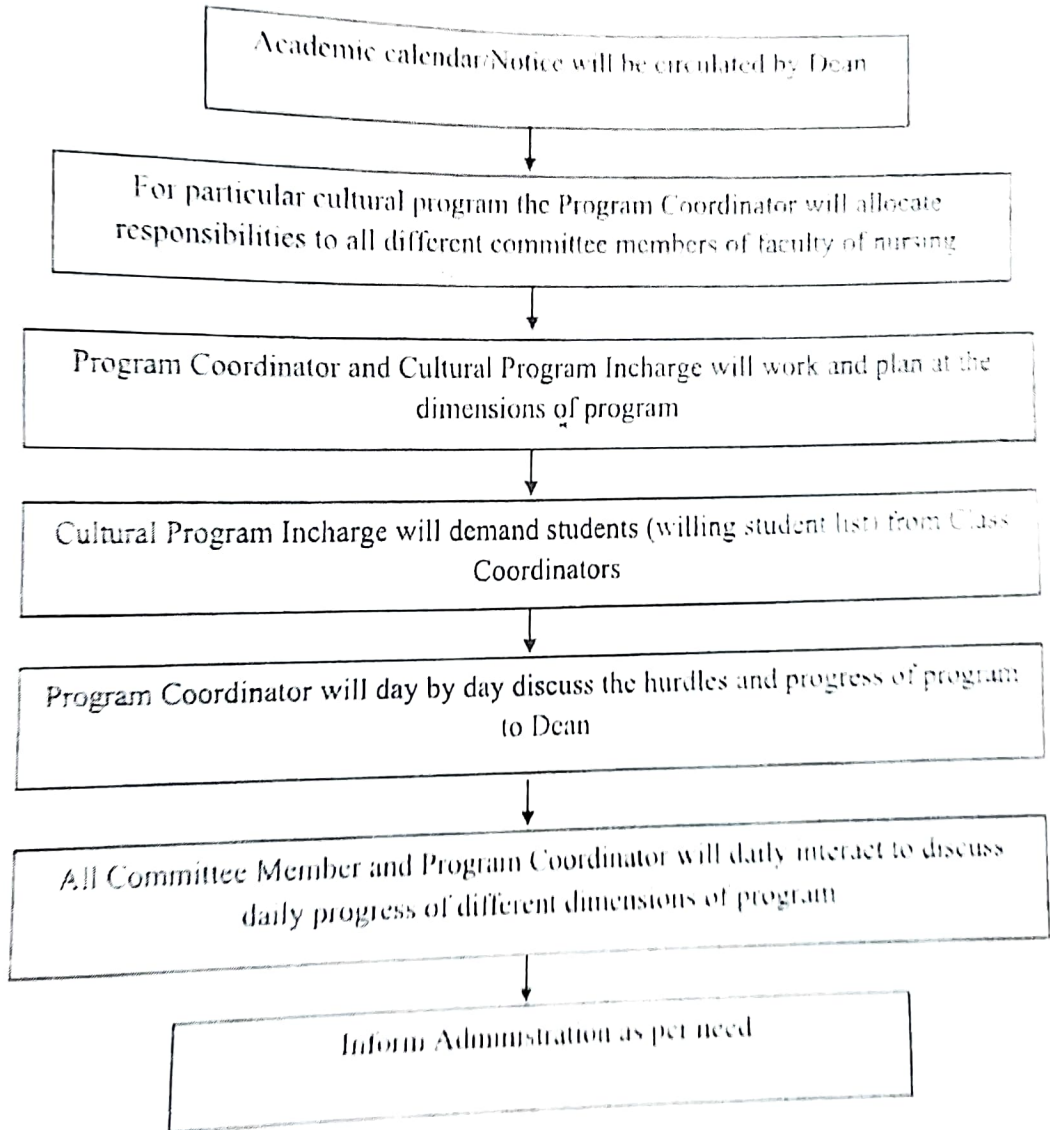 Academic calendar/Notice will be circulated by Dean
For particular cultural program the Program Coordinator will allocate
responsibilities to all different committee members of faculty of nursing
Program Coordinator and Cultural Program Incharge will work and plan at the
dimensions of program
Cultural Program Incharge will demand students (willing student list) from Class
Coordinators
Program Coordinator will day by day discuss the hurdles and progress of program
to Dean
All Committee Member and Program Coordinator will daily interact to discuss
daily progress of different dimensions of program
Inform Administration as per need